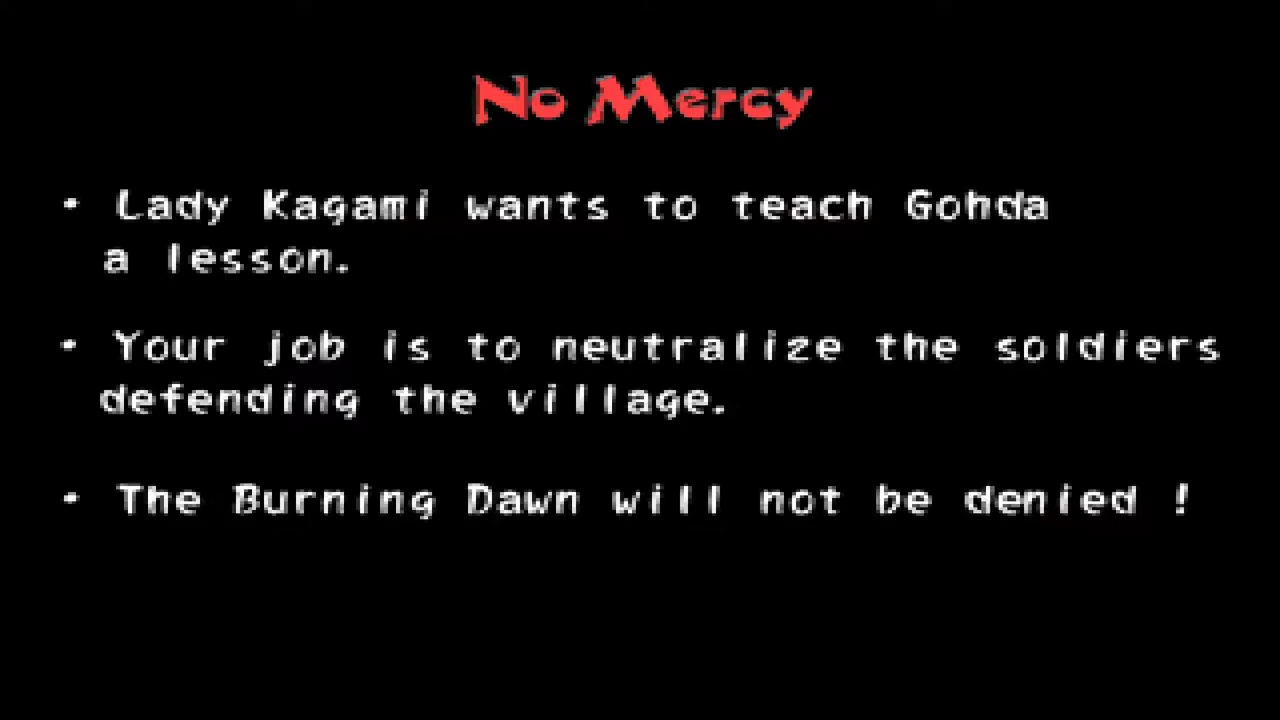 No Mercy
• Lady Kagami wants to teach Gohda
a lesson.
• Your job is to neutralize the soldiers
defending the village.
• The Burning Dawn will not be denied !